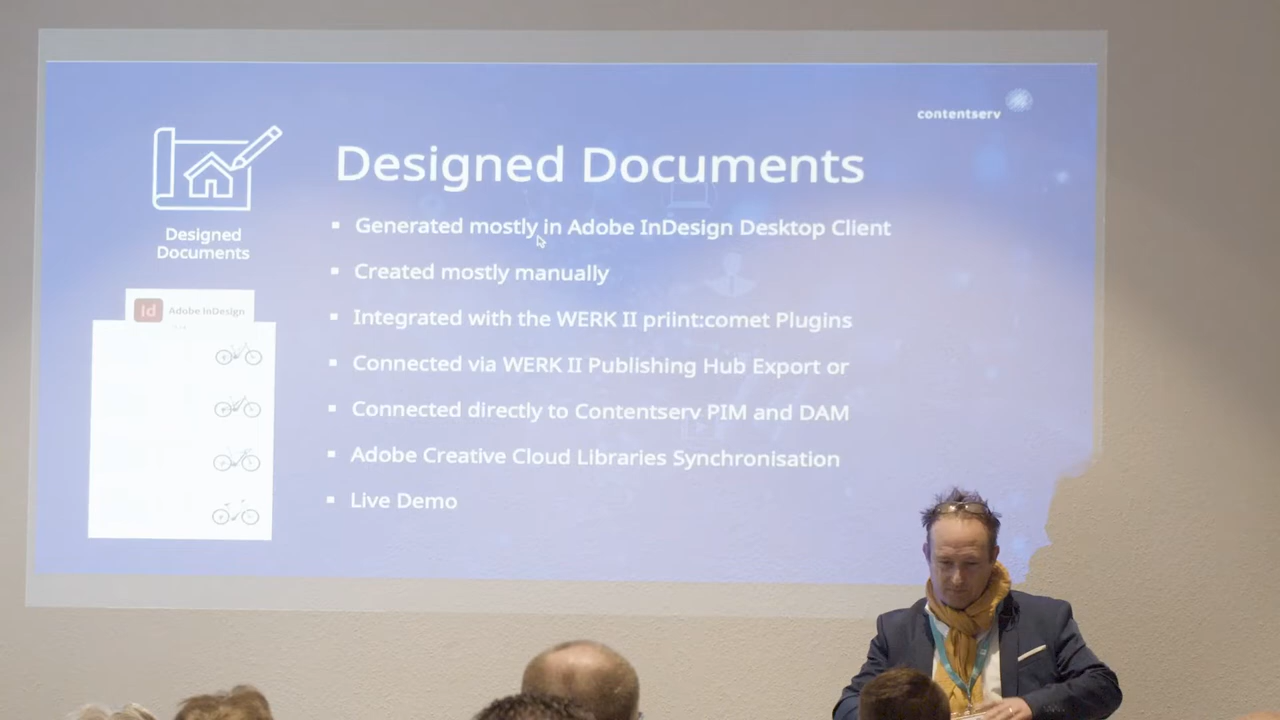 contentserv
Designed Documents
Designed
Documents
Id Adobe InDesign
Generated mostly in Adobe InDesign Desktop Client
Created mostly manually
Integrated with the WERK II priint:comet Plugins
Connected via WERK II Publishing Hub Export or
Connected directly to Contentserv PIM and DAM
Adobe Creative Cloud Libraries Synchronisation
Live Demo